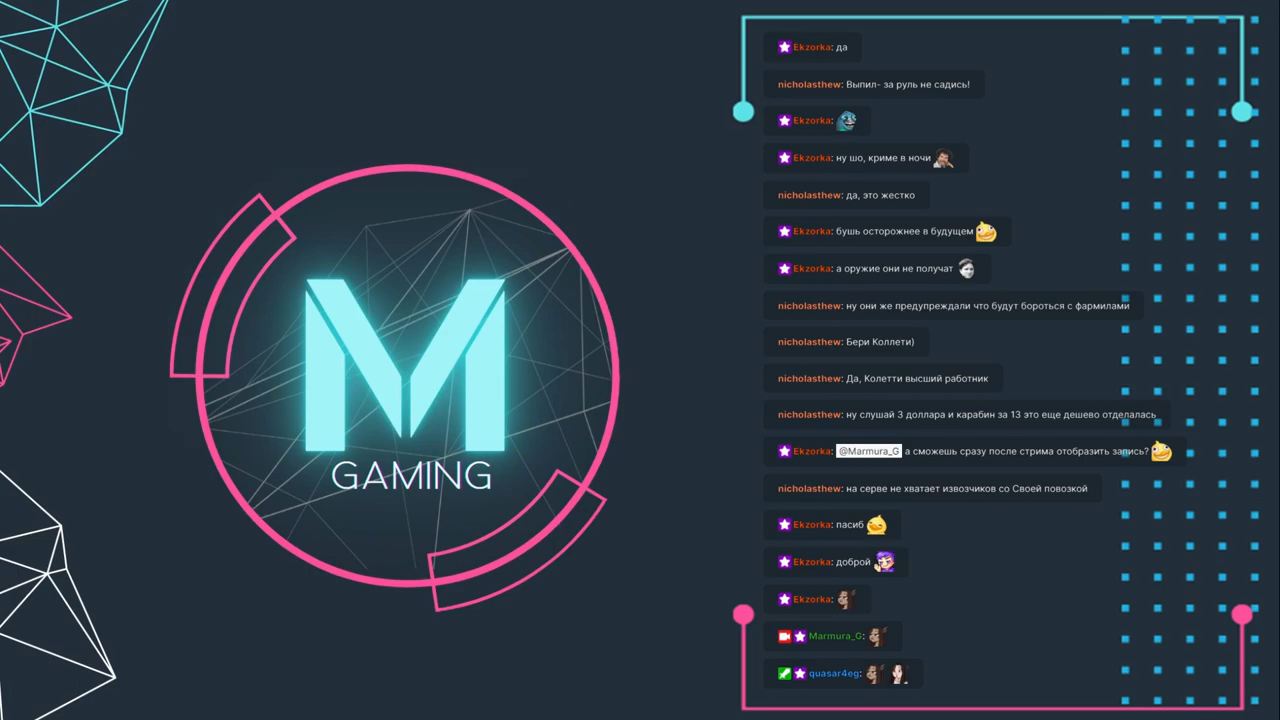 M
GAMING
Ekzorka: да
nicholasthew: Выпил- за руль не садись!
Ekzorka:
Ekzorka: ну шо, криме в ночи
nicholasthew: да, это жестко
Ekzorka: бушь осторожнее в будущем
Ekzorka: а оружие они не получат
nicholasthew: ну они же предупреждали что будут бороться с фармилами
nicholasthew: Бери Коллети)
nicholasthew: Да, Колетти высший работник
nicholasthew: ну слушай 3 доллара и карабин за 13 это еще дешево отделалась
Ekzorka: @Marmura_G а сможешь сразу после стрима отобразить запись?
nicholasthew: на серве не хватает извозчиков со Своей повозкой
Ekzorka: пасиб
Ekzorka: доброй
Ekzorka:
Marmura_G:
quasar4eg: